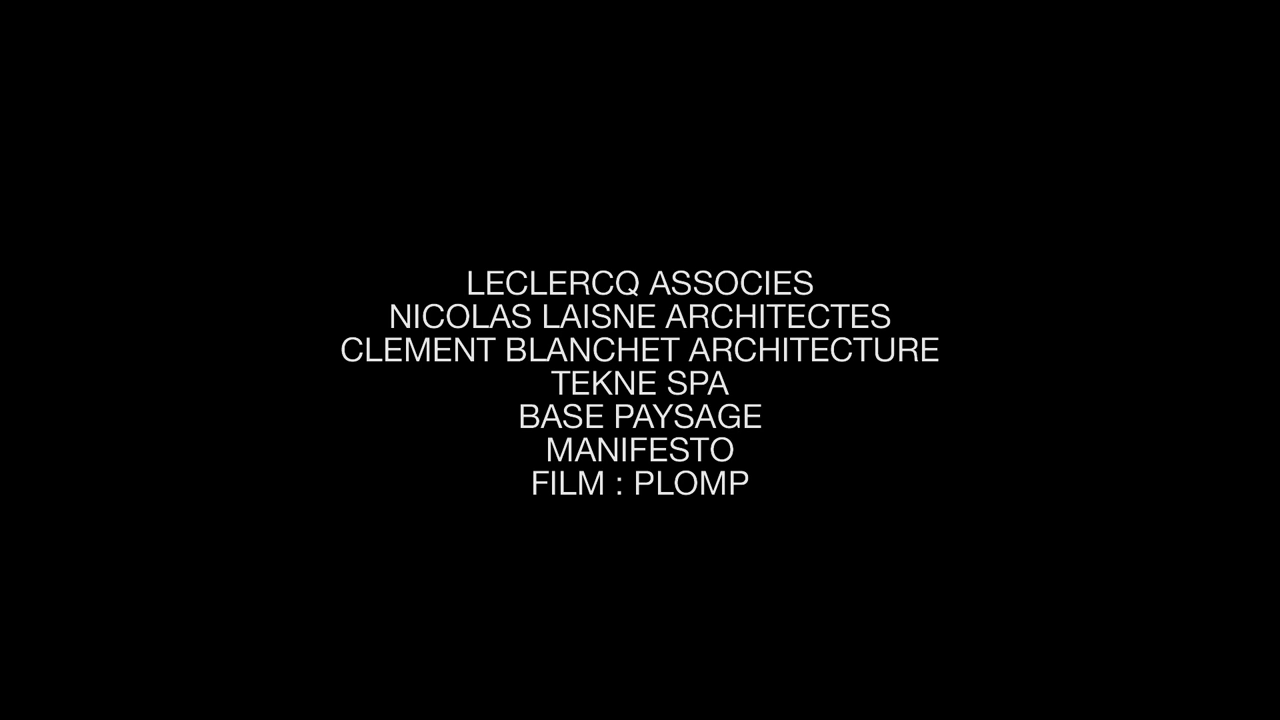 LECLERCQ ASSOCIES
NICOLAS LAISNE ARCHITECTES
CLEMENT BLANCHET ARCHITECTURE
TEKNE SPA
BASE PAYSAGE
MANIFESTO
FILM : PLOMP